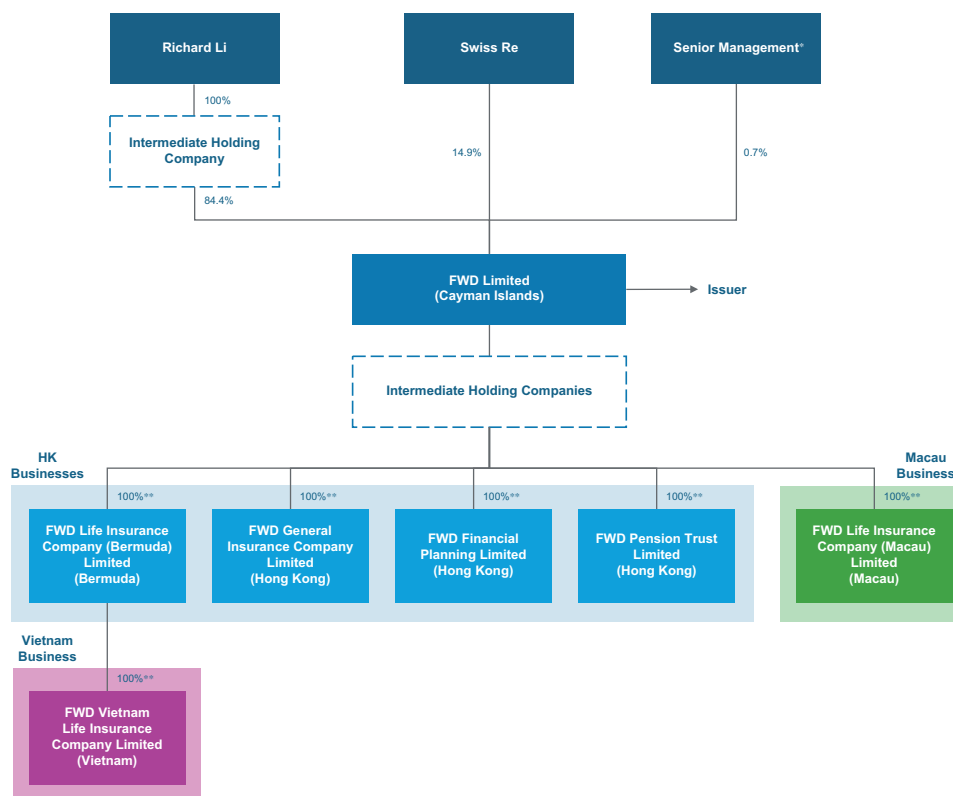 Richard Li
Swiss Re
Senior Management*
100%
Intermediate Holding
Company
14.9%
0.7%
84.4%
FWD Limited
(Cayman Islands)
Issuer
Intermediate Holding Companies
HK
Businesses
Macau
Business
100%**
100%**
100%**
100%**
100%**
FWD Life Insurance
Company (Bermuda)
Limited
(Bermuda)
FWD General
Insurance Company
Limited
(Hong Kong)
FWD Financial
Planning Limited
(Hong Kong)
FWD Pension Trust
Limited
(Hong Kong)
FWD Life Insurance
Company (Macau)
Limited
(Macau)
Vietnam
Business
100%**
FWD Vietnam
Life Insurance
Company Limited
(Vietnam)